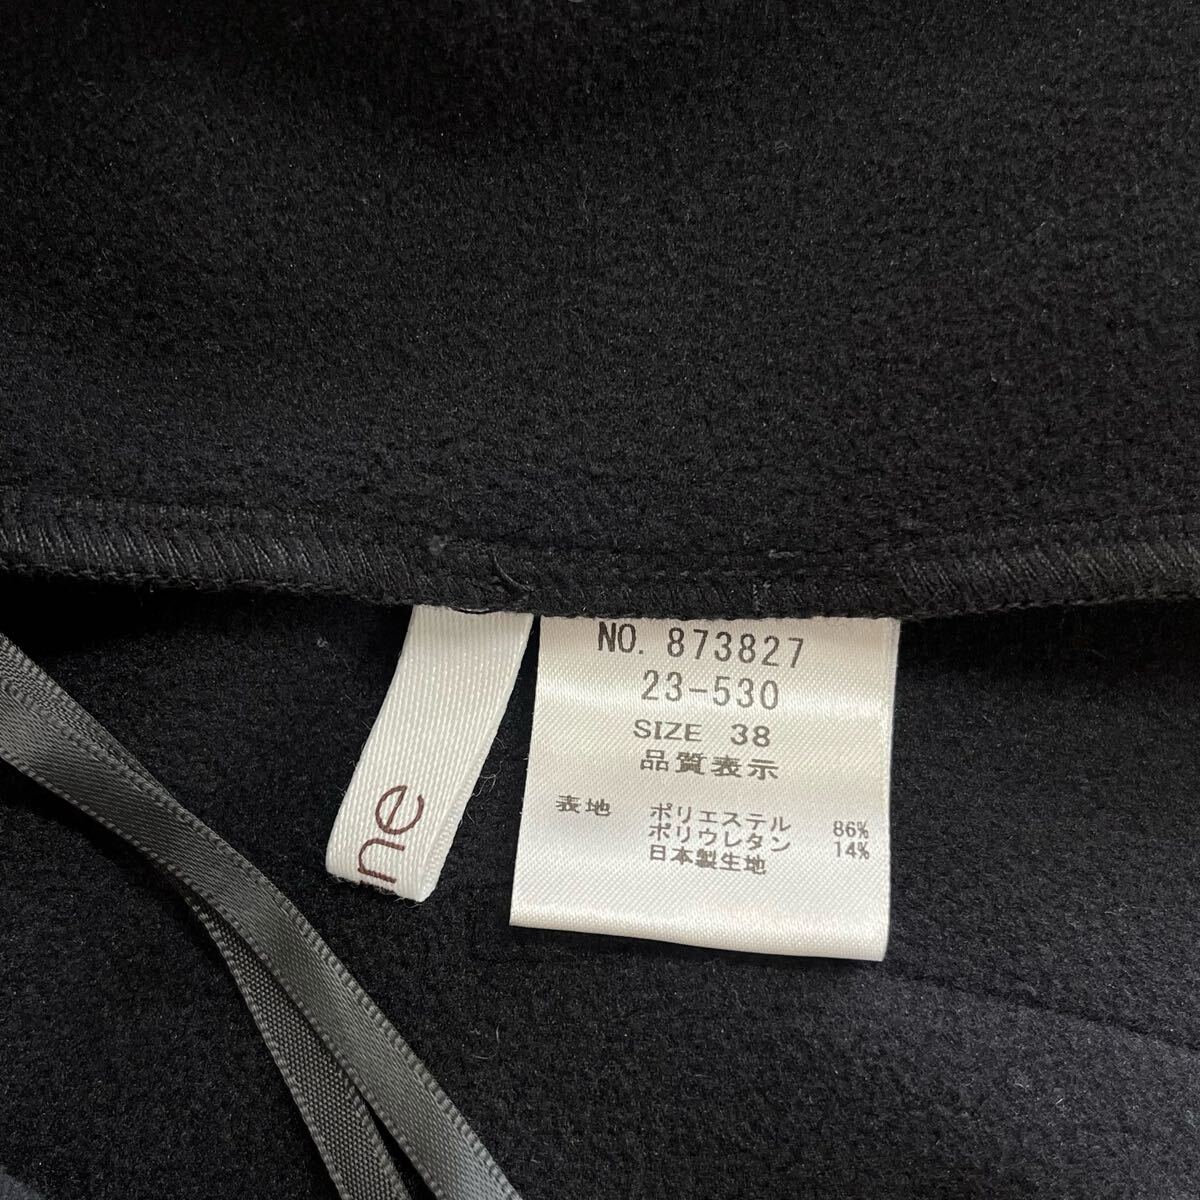 NO. 873827
23-530
SIZE 38
品質表示
表地 ポリエステル 86%
ポリウレタン 14%
日本製生地
ne